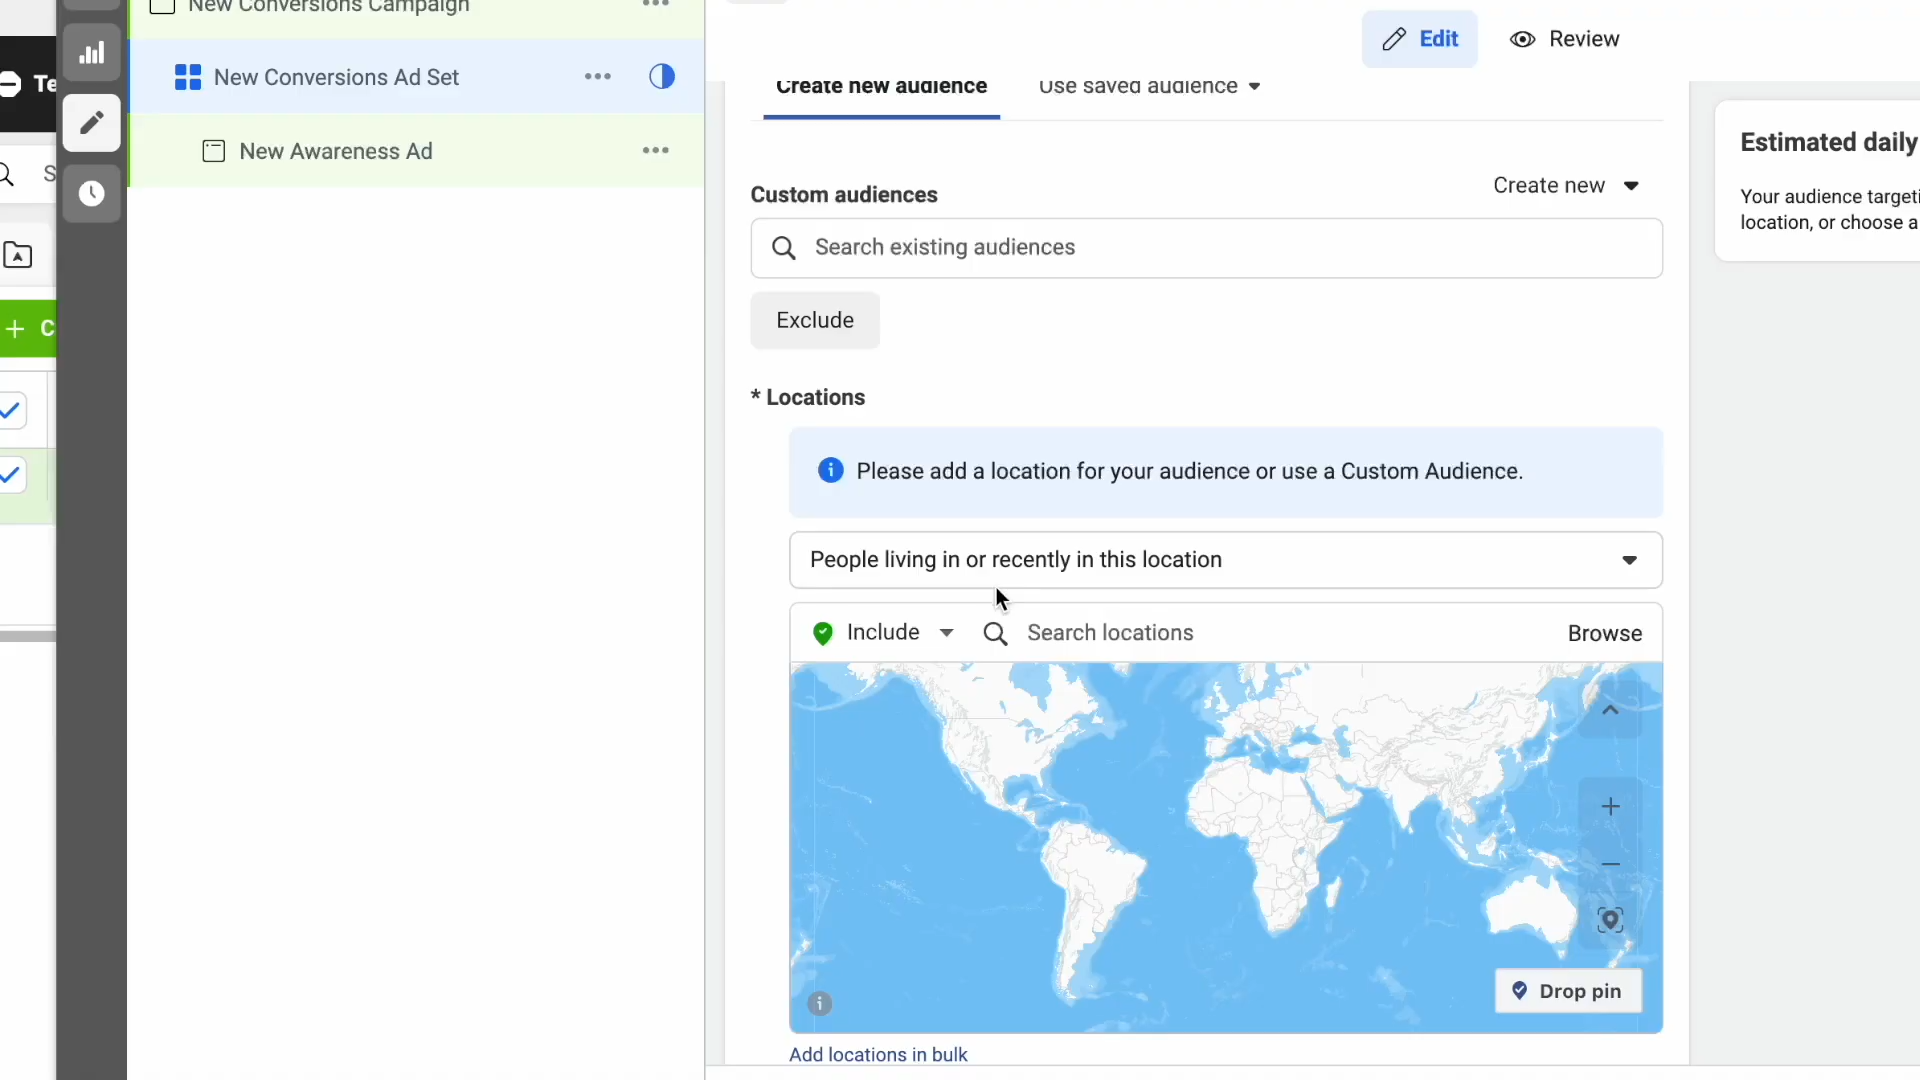 New Conversions Campaign
Edit
Review
Te
New Conversions Ad Set
Create new audience
Use saved audience
New Awareness Ad
Estimated daily
S
Custom audiences
Create new
Your audience targeti
location, or choose a
Search existing audiences
Exclude
C
* Locations
Please add a location for your audience or use a Custom Audience.
People living in or recently in this location
Include
Search locations
Browse
Drop pin
Add locations in bulk